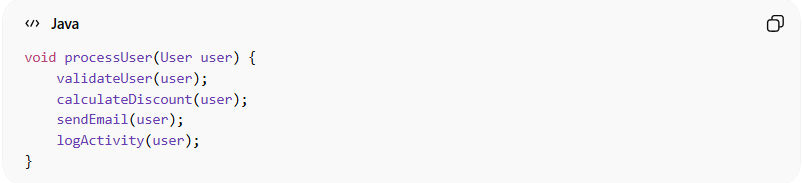 </> Java
void processUser(User user) {
    validateUser(user);
    calculateDiscount(user);
    sendEmail(user);
    logActivity(user);
}